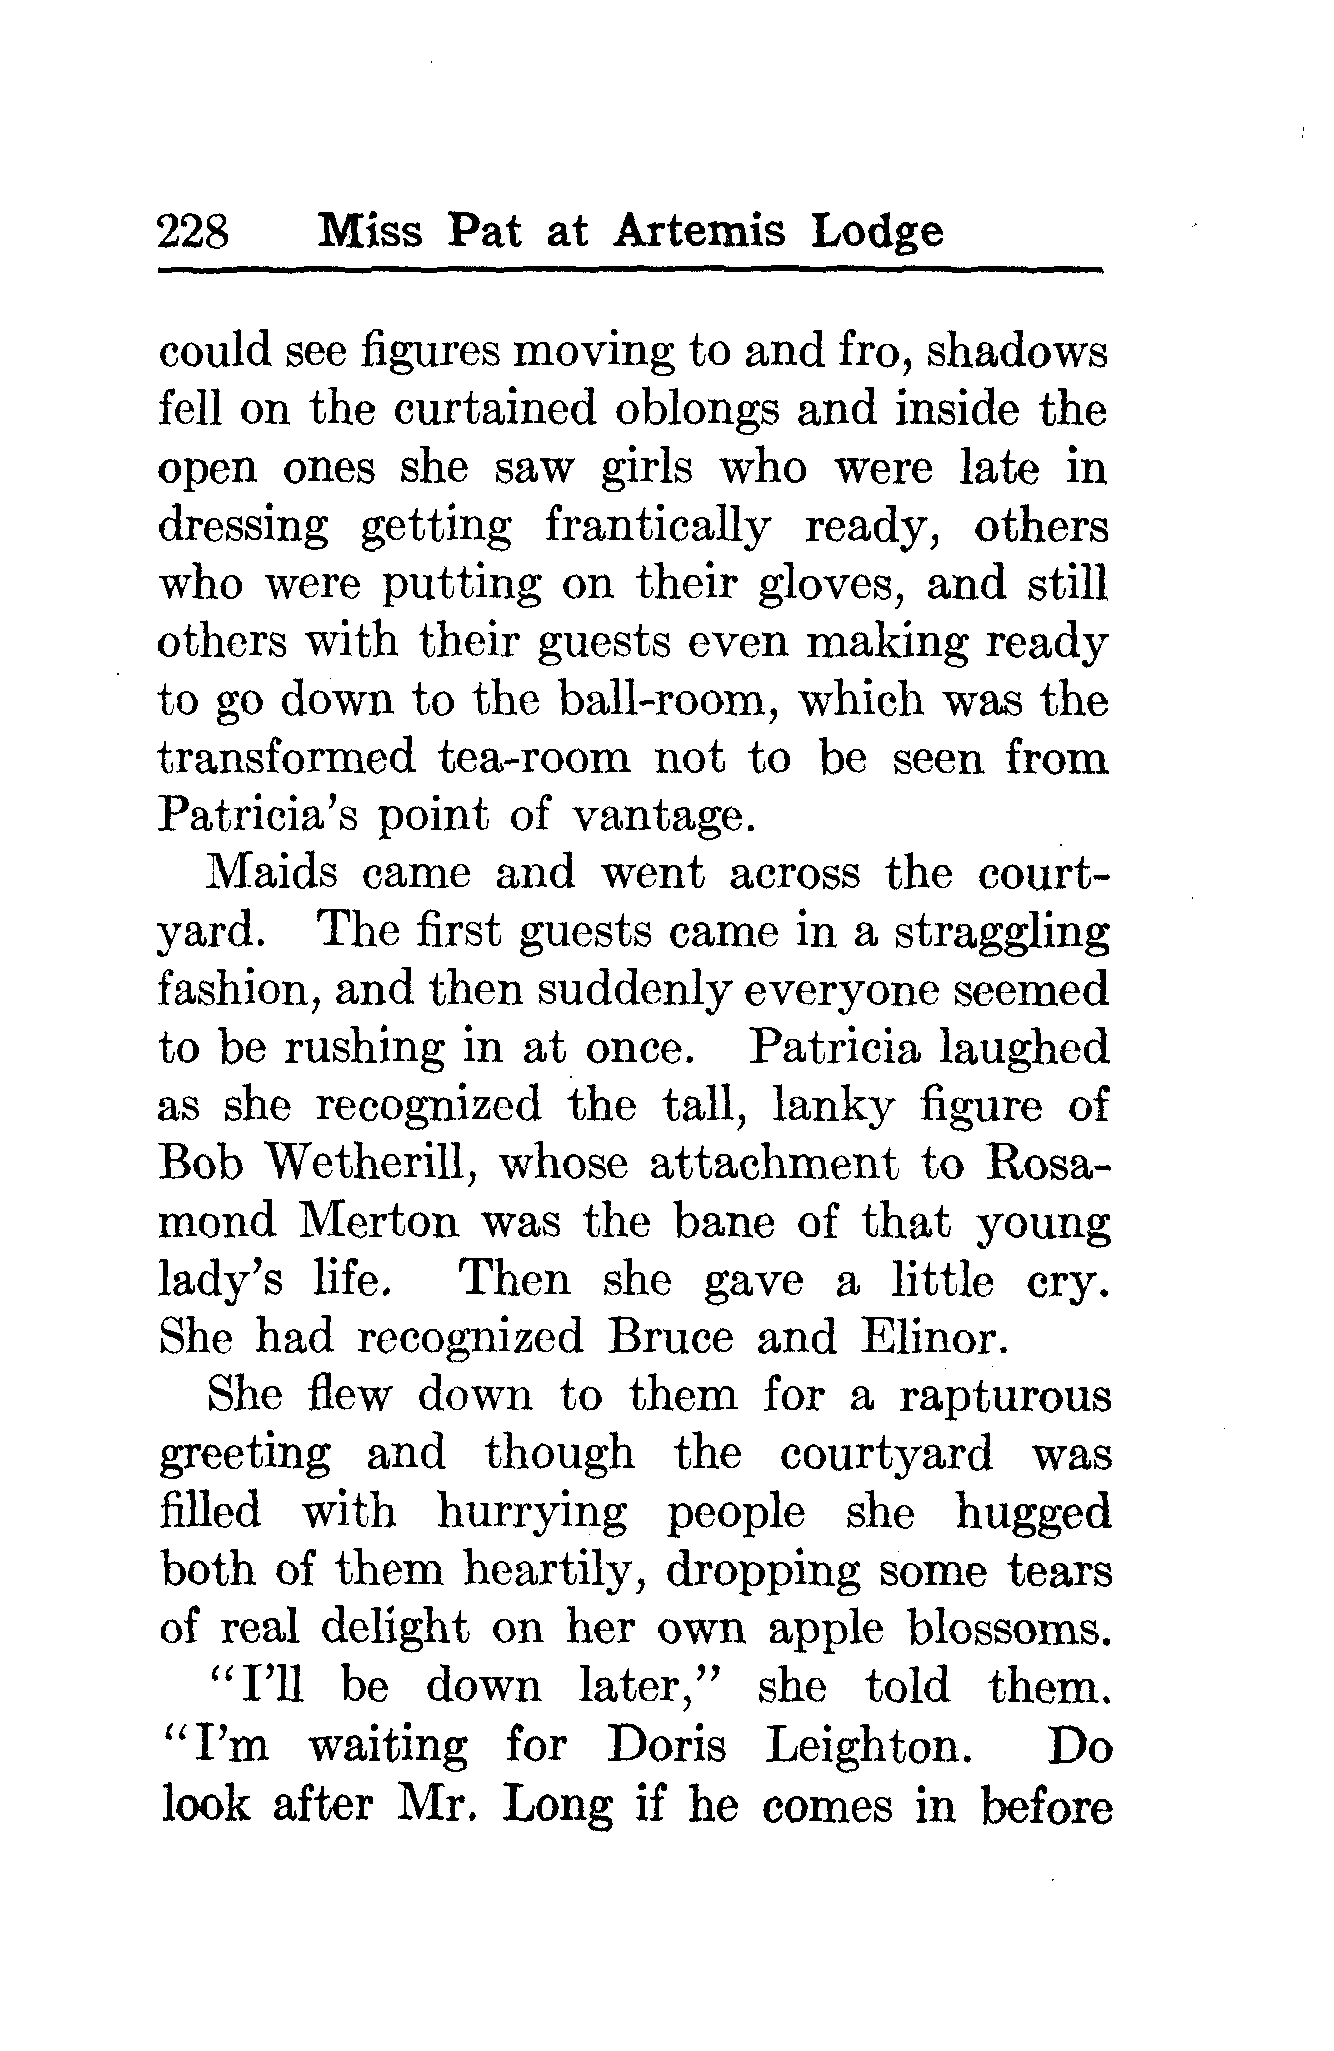 228 Miss Pat at Artemis Lodge
could see figures moving to and fro, shadows
fell on the curtained oblongs and inside the
open ones she saw girls who were late in
dressing getting frantically ready, others
who were putting on their gloves, and still
others with their guests even making ready
to go down to the ball-room, which was the
transformed tea-room not to be seen from
Patricia's point of vantage.
Maids came and went across the court-
yard. The first guests came in a straggling
fashion, and then suddenly everyone seemed
to be rushing in at once. Patricia laughed
as she recognized the tall, lanky figure of
Bob Wetherill, whose attachment to Rosa-
mond Merton was the bane of that young
lady's life. Then she gave a little cry.
She had recognized Bruce and Elinor.
She flew down to them for a rapturous
greeting and though the courtyard was
filled with hurrying people she hugged
both of them heartily, dropping some tears
of real delight on her own apple blossoms.
"I'll be down later," she told them.
"I'm waiting for Doris Leighton. Do
look after Mr. Long if he comes in before